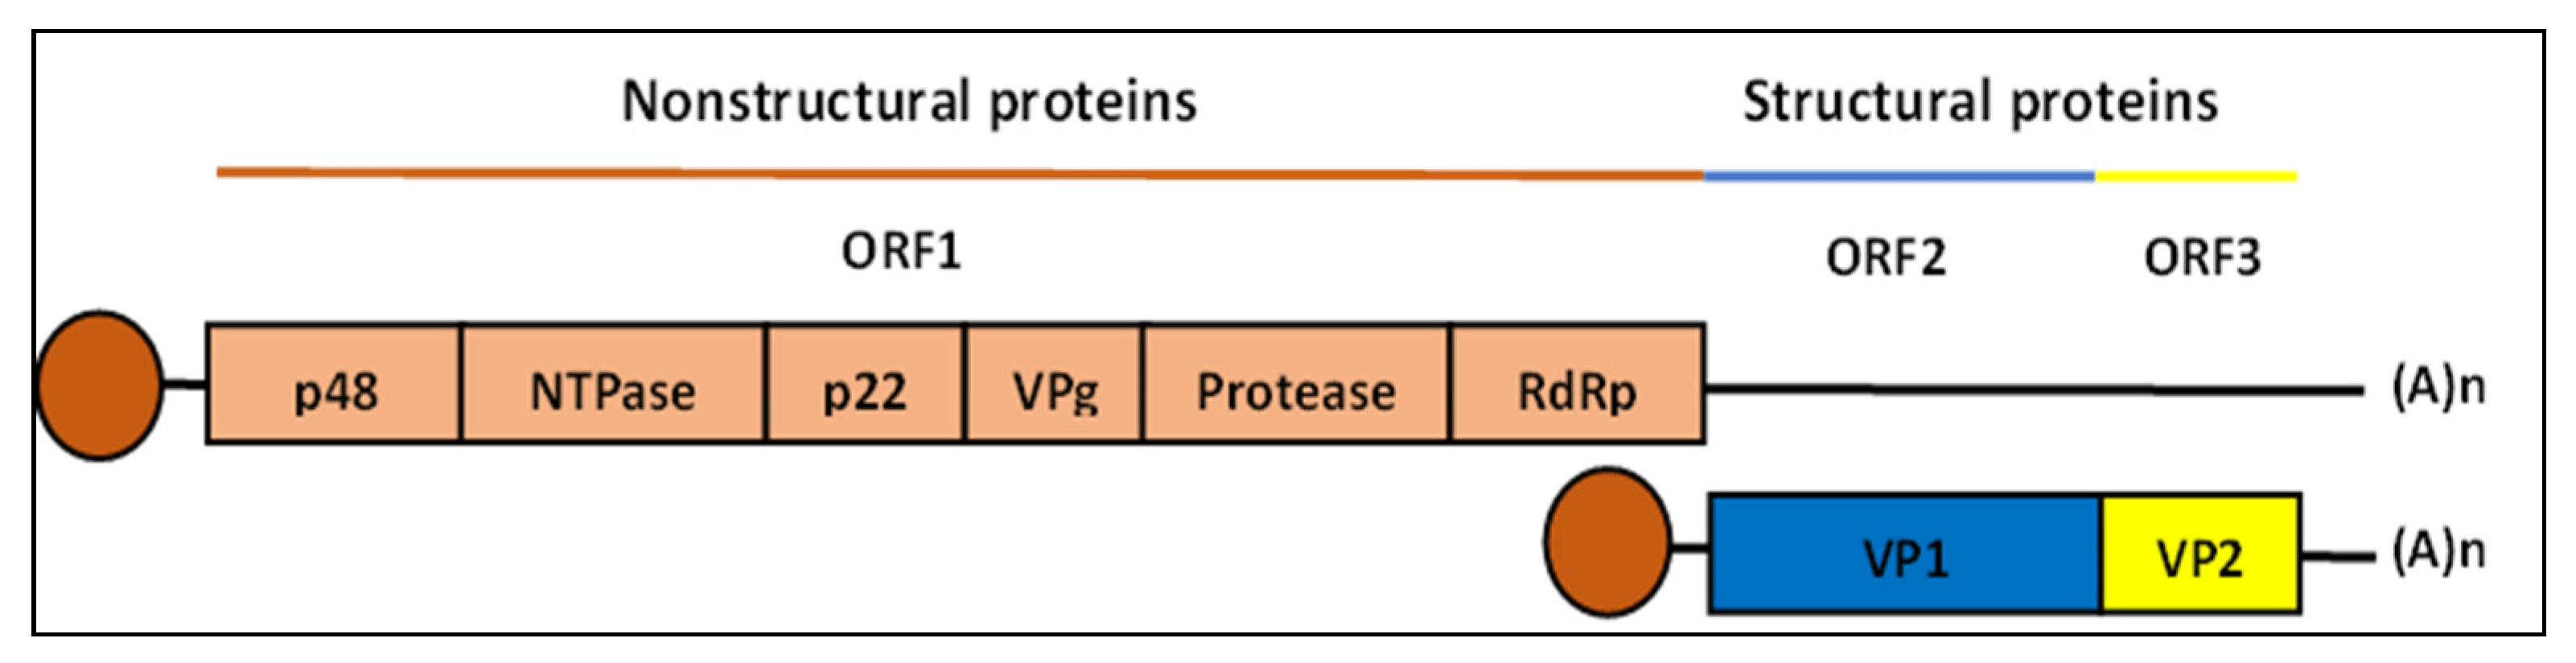 Nonstructural proteins Structural proteins
ORF1 ORF2 ORF3
p48 NTPase p22 VPg Protease RdRp (A)n
VP1 VP2 (A)n